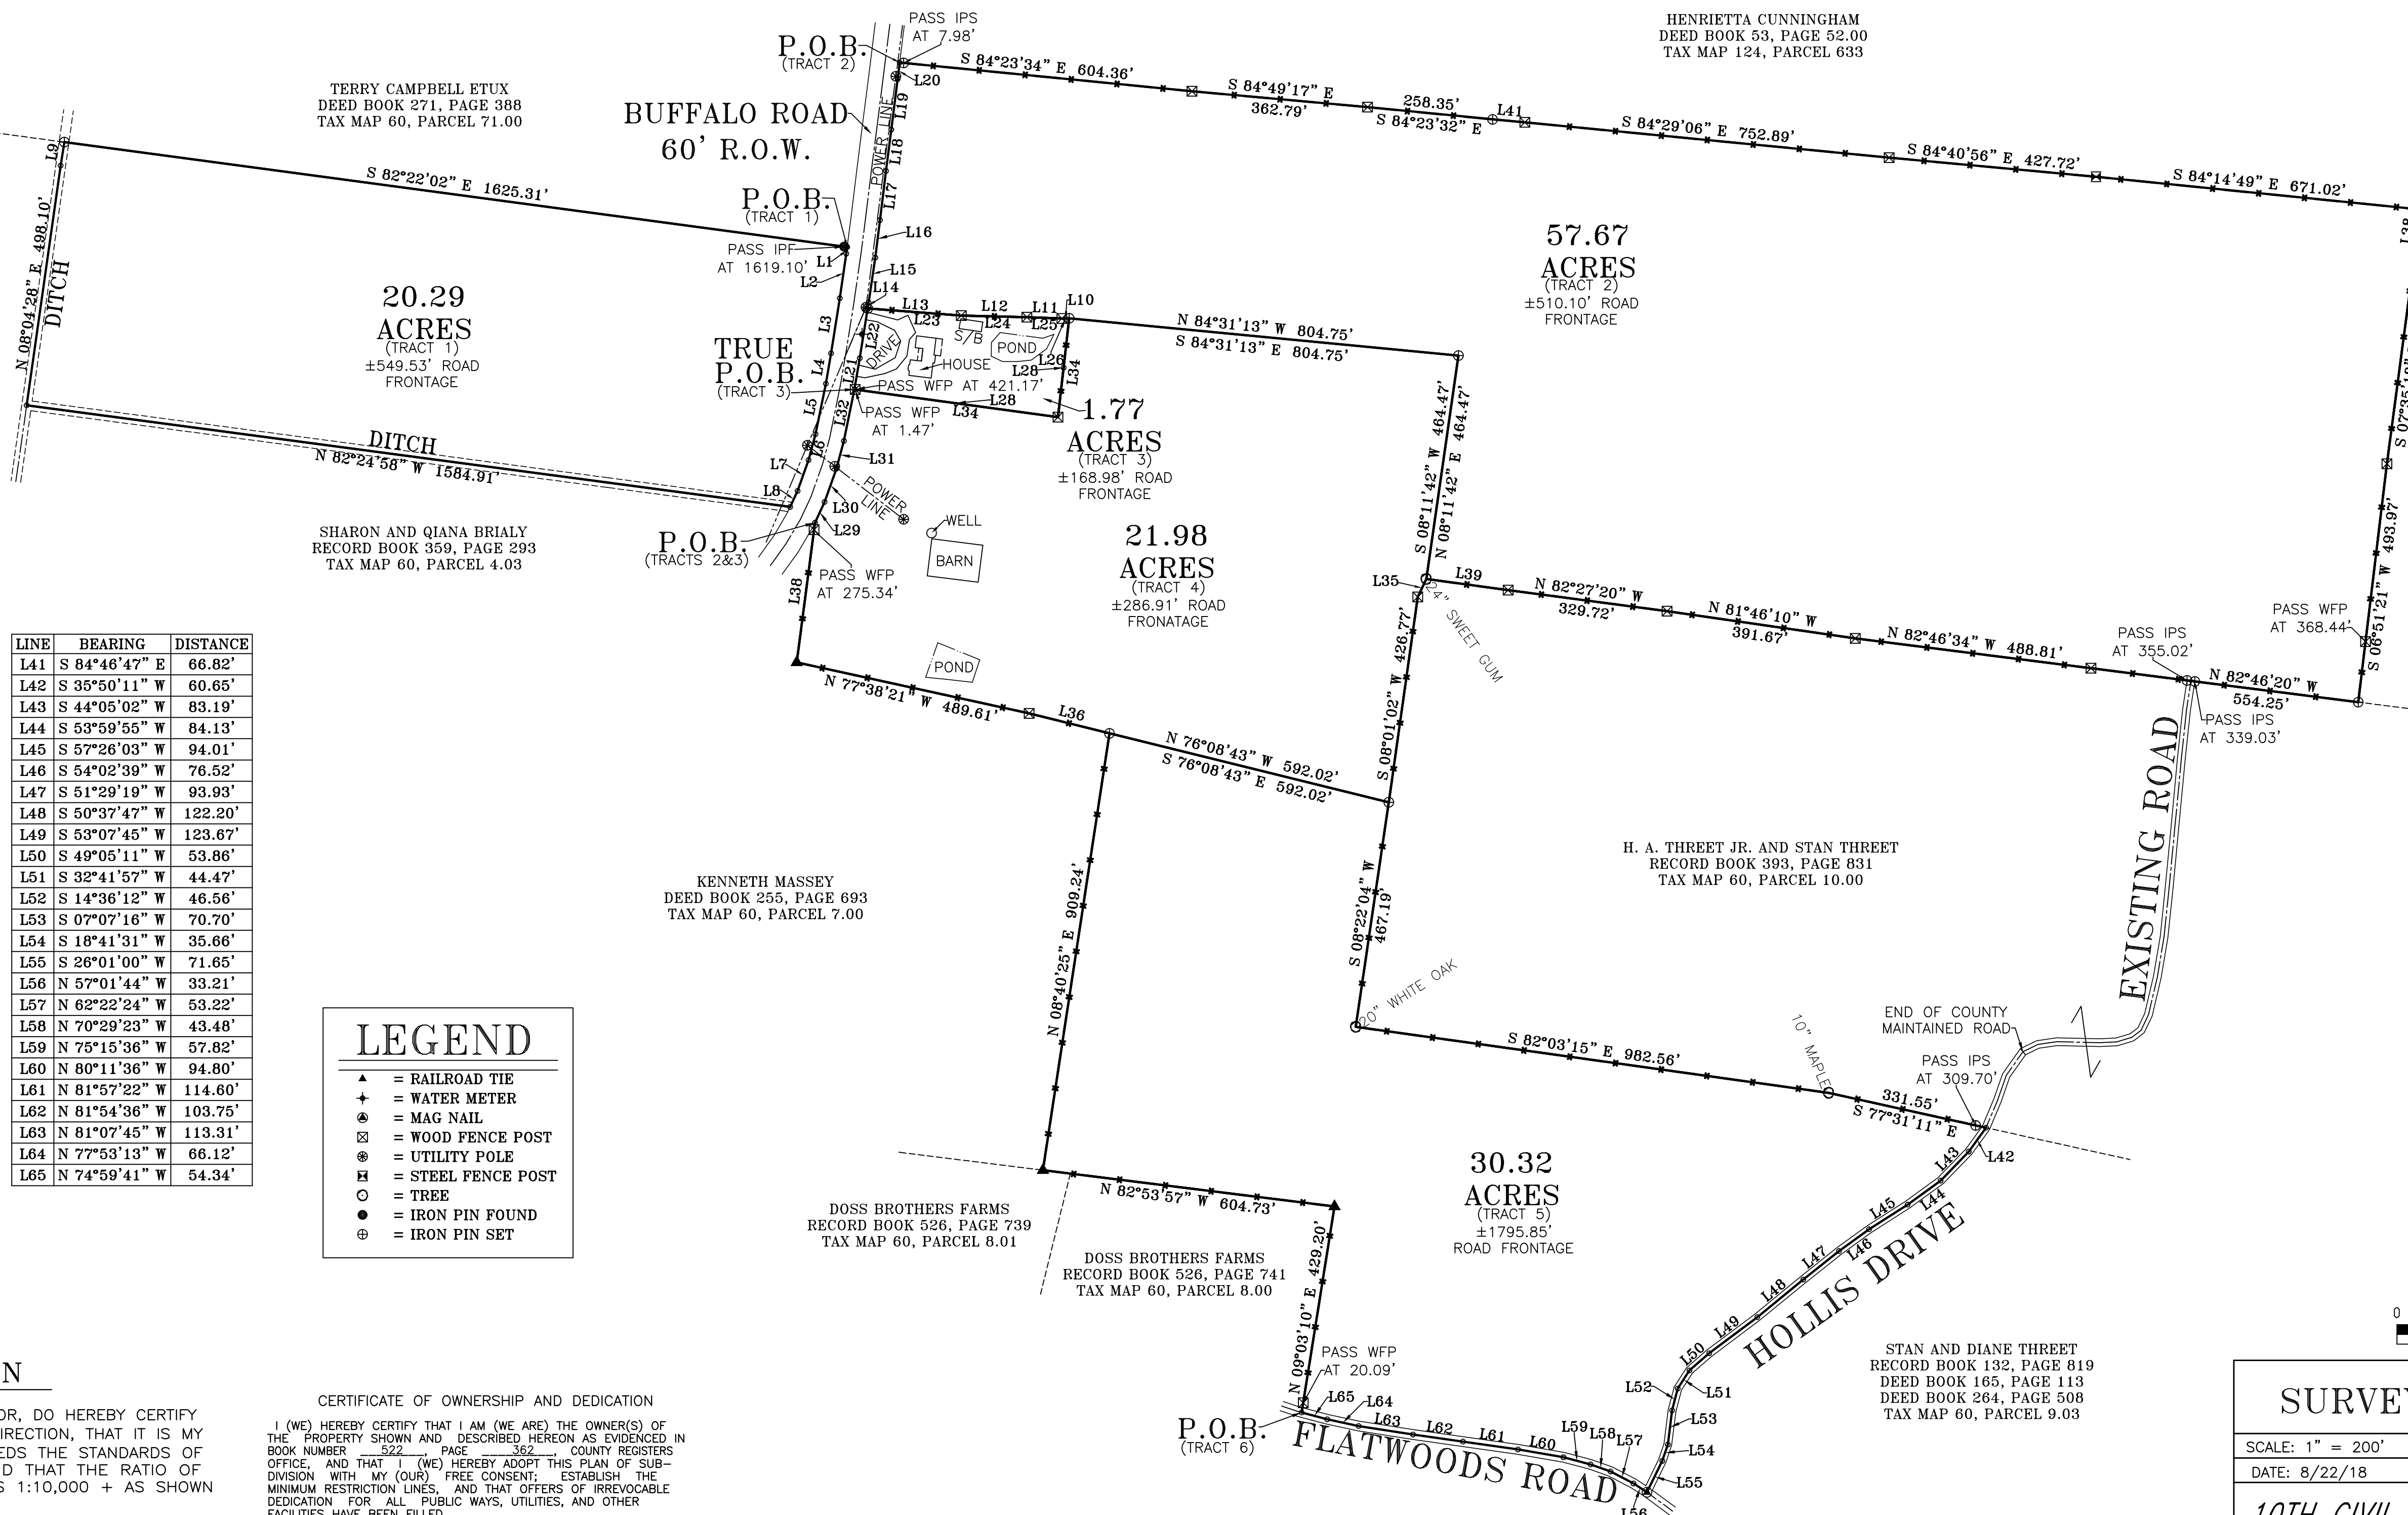 HENRIETTA CUNNINGHAM
DEED BOOK 53, PAGE 52.00
TAX MAP 124, PARCEL 633
PASS IPS
AT 7.98'
P.O.B.
(TRACT 2)
L20
S 84°23'34" E 604.36'
S 84°49'17" E
362.79'
258.35'
S 84°23'32" E
L41
S 84°29'06" E 752.89'
S 84°40'56" E 427.72'
S 84°14'49" E 671.02'
L38
TERRY CAMPBELL ETUX
DEED BOOK 271, PAGE 388
TAX MAP 60, PARCEL 71.00
BUFFALO ROAD
60' R.O.W.
POWER LINE
L19
L18
L17
L16
L15
L14
L9
S 82°22'02" E 1625.31'
P.O.B.
(TRACT 1)
PASS IPF
AT 1619.10'
L1
L2
L3
L4
L5
L6
L7
L8
N 08°04'28" E 498.10'
DITCH
20.29
ACRES
(TRACT 1)
±549.53' ROAD
FRONTAGE
DITCH
N 82°24'58" W 1584.91'
57.67
ACRES
(TRACT 2)
±510.10' ROAD
FRONTAGE
L13
L23
L12
L24
L11
L25
L10
S/B
POND
HOUSE
DRIVE
L22
L21
L26
L28
L34
N 84°31'13" W 804.75'
S 84°31'13" E 804.75'
TRUE
P.O.B.
(TRACT 3)
PASS WFP AT 421.17'
L28
L34
PASS WFP
AT 1.47'
L32
L31
L30
L29
POWER
LINE
1.77
ACRES
(TRACT 3)
±168.98' ROAD
FRONTAGE
S 08°11'42" W 464.47'
N 08°11'42" E 464.47'
S 07°35'18"
S 06°51'21" W 493.97'
SHARON AND QIANA BRIALY
RECORD BOOK 359, PAGE 293
TAX MAP 60, PARCEL 4.03
P.O.B.
(TRACTS 2&3)
PASS WFP
AT 275.34'
L38
WELL
BARN
POND
21.98
ACRES
(TRACT 4)
±286.91' ROAD
FRONATAGE
L35
L39
24" SWEET GUM
N 82°27'20" W
329.72'
N 81°46'10" W
391.67'
N 82°46'34" W 488.81'
PASS IPS
AT 355.02'
N 82°46'20" W
554.25'
PASS WFP
AT 368.44'
PASS IPS
AT 339.03'
S 08°01'02" W 426.77'
N 77°38'21" W 489.61'
L36
N 76°08'43" W 592.02'
S 76°08'43" E 592.02'
LINE BEARING DISTANCE
L41 S 84°46'47" E 66.82'
L42 S 35°50'11" W 60.65'
L43 S 44°05'02" W 83.19'
L44 S 53°59'55" W 84.13'
L45 S 57°26'03" W 94.01'
L46 S 54°02'39" W 76.52'
L47 S 51°29'19" W 93.93'
L48 S 50°37'47" W 122.20'
L49 S 53°07'45" W 123.67'
L50 S 49°05'11" W 53.86'
L51 S 32°41'57" W 44.47'
L52 S 14°36'12" W 46.56'
L53 S 07°07'16" W 70.70'
L54 S 18°41'31" W 35.66'
L55 S 26°01'00" W 71.65'
L56 N 57°01'44" W 33.21'
L57 N 62°22'24" W 53.22'
L58 N 70°29'23" W 43.48'
L59 N 75°15'36" W 57.82'
L60 N 80°11'36" W 94.80'
L61 N 81°57'22" W 114.60'
L62 N 81°54'36" W 103.75'
L63 N 81°07'45" W 113.31'
L64 N 77°53'13" W 66.12'
L65 N 74°59'41" W 54.34'
LEGEND
= RAILROAD TIE
= WATER METER
= MAG NAIL
= WOOD FENCE POST
= UTILITY POLE
= STEEL FENCE POST
= TREE
= IRON PIN FOUND
= IRON PIN SET
KENNETH MASSEY
DEED BOOK 255, PAGE 693
TAX MAP 60, PARCEL 7.00
N 08°40'25" E 909.24'
H. A. THREET JR. AND STAN THREET
RECORD BOOK 393, PAGE 831
TAX MAP 60, PARCEL 10.00
S 08°22'04" W
467.19'
20" WHITE OAK
S 82°03'15" E 982.56'
10" MAPLE
331.55'
S 77°31'11" E
EXISTING ROAD
END OF COUNTY
MAINTAINED ROAD
PASS IPS
AT 309.70'
L42
L43
L44
L45
L46
L47
L48
L49
L50
L51
L52
L53
L54
L55
L56
HOLLIS DRIVE
30.32
ACRES
(TRACT 5)
±1795.85'
ROAD FRONTAGE
N 82°53'57" W 604.73'
DOSS BROTHERS FARMS
RECORD BOOK 526, PAGE 739
TAX MAP 60, PARCEL 8.01
DOSS BROTHERS FARMS
RECORD BOOK 526, PAGE 741
TAX MAP 60, PARCEL 8.00
N 09°03'10" E 429.20'
PASS WFP
AT 20.09'
P.O.B.
(TRACT 6)
L65
L64
L63
L62
L61
L60
L59
L58
L57
FLATWOODS ROAD
STAN AND DIANE THREET
RECORD BOOK 132, PAGE 819
DEED BOOK 165, PAGE 113
DEED BOOK 264, PAGE 508
TAX MAP 60, PARCEL 9.03
0
SURVEY
SCALE: 1" = 200'
DATE: 8/22/18
10TH CIVIL
N
OR, DO HEREBY CERTIFY
IRECTION, THAT IT IS MY
EDS THE STANDARDS OF
D THAT THE RATIO OF
S 1:10,000 + AS SHOWN
CERTIFICATE OF OWNERSHIP AND DEDICATION
I (WE) HEREBY CERTIFY THAT I AM (WE ARE) THE OWNER(S) OF
THE PROPERTY SHOWN AND DESCRIBED HEREON AS EVIDENCED IN
BOOK NUMBER 522, PAGE 362, COUNTY REGISTERS
OFFICE, AND THAT I (WE) HEREBY ADOPT THIS PLAN OF SUB-
DIVISION WITH MY (OUR) FREE CONSENT; ESTABLISH THE
MINIMUM RESTRICTION LINES, AND THAT OFFERS OF IRREVOCABLE
DEDICATION FOR ALL PUBLIC WAYS, UTILITIES, AND OTHER
FACILITIES HAVE BEEN FILLED